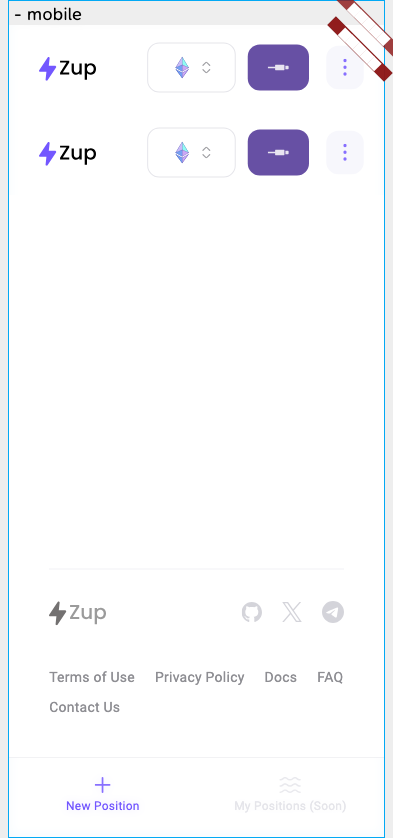 - mobile
Zup
Zup
Zup
Terms of Use Privacy Policy Docs FAQ
Contact Us
New Position My Positions (Soon)